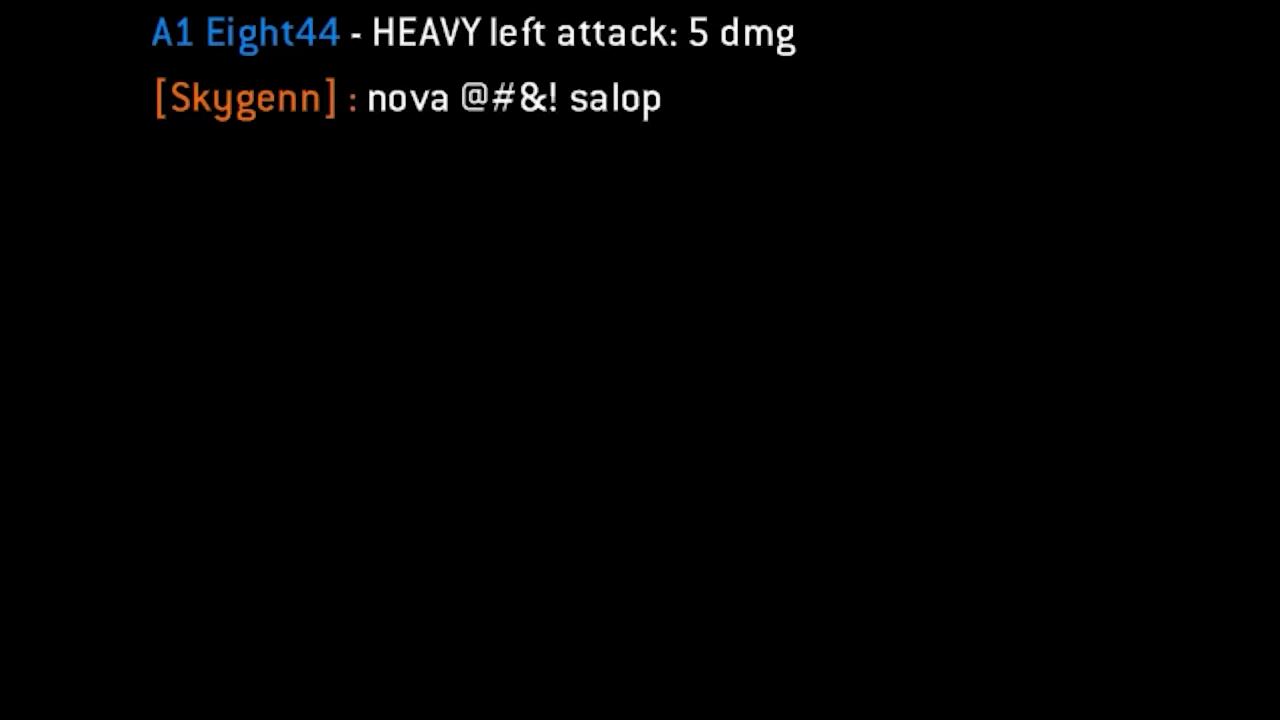 A1 Eight44 - HEAVY left attack: 5 dmg
[Skygenn] : nova @#&! salop